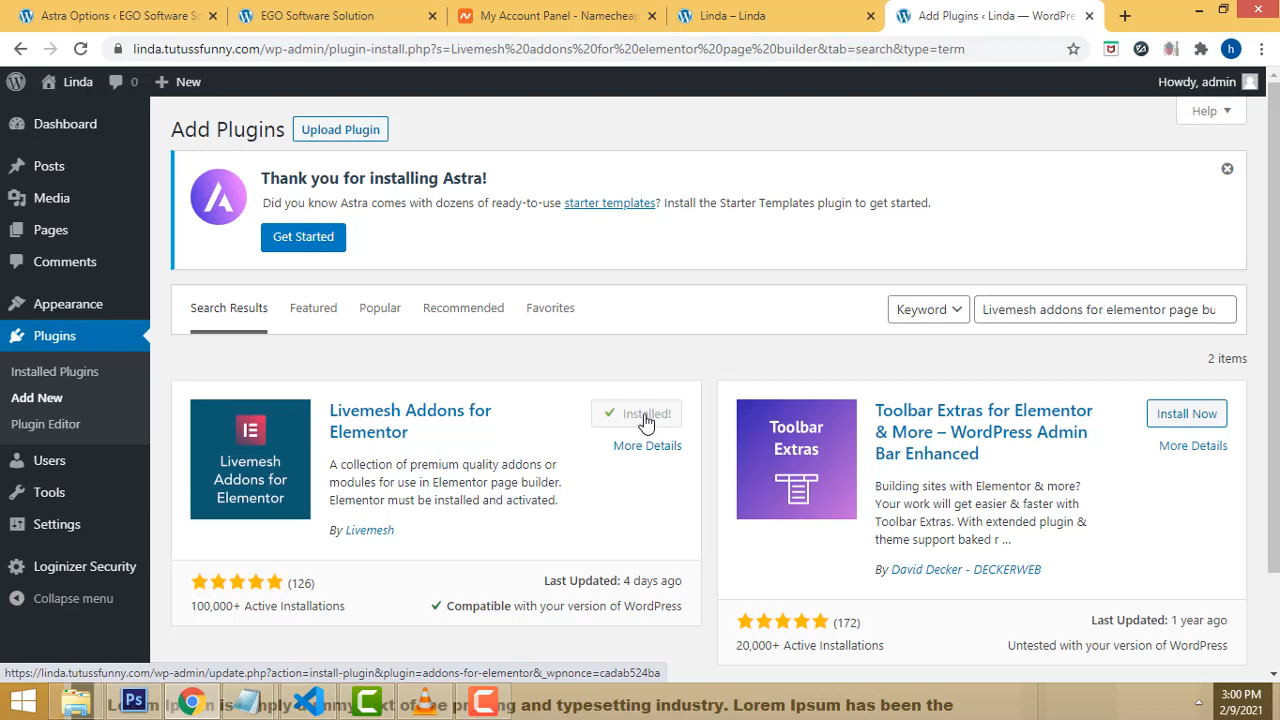 Astra Options ‹ EGO Software S
EGO Software Solution
My Account Panel - Namecheap
Linda – Linda
Add Plugins ‹ Linda — WordPre
linda.tutussfunny.com/wp-admin/plugin-install.php?s=Livemesh%20addons%20for%20elementor%20page%20builder&tab=search&type=term
h
Linda
0
New
Howdy, admin
Dashboard
Posts
Media
Pages
Comments
Appearance
Plugins
Installed Plugins
Add New
Plugin Editor
Users
Tools
Settings
Loginizer Security
Collapse menu
Help
Add Plugins
Upload Plugin
Thank you for installing Astra!
Did you know Astra comes with dozens of ready-to-use starter templates? Install the Starter Templates plugin to get started.
Get Started
Search Results
Featured
Popular
Recommended
Favorites
Keyword
Livemesh addons for elementor page bu
2 items
Livemesh Addons for Elementor
Livemesh Addons for
Elementor
Installed!
More Details
A collection of premium quality addons or
modules for use in Elementor page builder.
Elementor must be installed and activated.
By Livemesh
(126)
100,000+ Active Installations
Last Updated: 4 days ago
Compatible with your version of WordPress
Toolbar Extras
Toolbar Extras for Elementor
& More – WordPress Admin
Bar Enhanced
Install Now
More Details
Building sites with Elementor & more?
Your work will get easier & faster with
Toolbar Extras. With extended plugin &
theme support baked r ...
By David Decker - DECKERWEB
(172)
20,000+ Active Installations
Last Updated: 1 year ago
Untested with your version of WordPress
https://linda.tutussfunny.com/wp-admin/update.php?action=install-plugin&plugin=addons-for-elementor&_wpnonce=cadab524ba
Ps
3:00 PM
2/9/2021
typesetting industry. Lorem Ipsum has been the